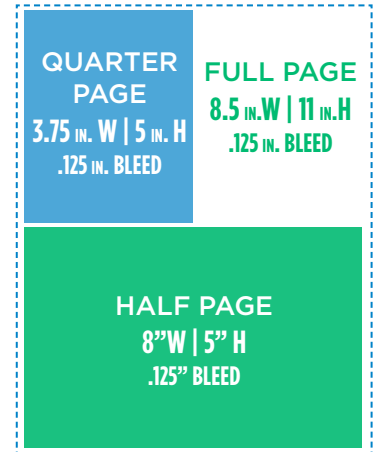 QUARTER
PAGE
3.75 IN. W | 5 IN. H
.125 IN. BLEED
FULL PAGE
8.5 IN.W | 11 IN.H
.125 IN. BLEED
HALF PAGE
8”W | 5” H
.125” BLEED